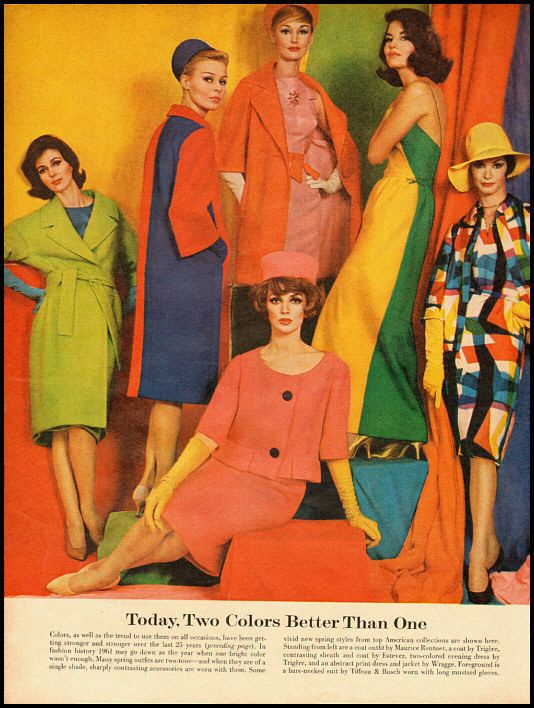 Today, Two Colors Better Than One
Colors, as well as the trend to use them on all occasions, have been get-
ting stronger and stronger over the last 25 years (preceding page). In
fashion history 1961 may go down as the year when one bright color
wasn't enough. Many spring outfits are two-tone—and when they are of a
single shade, sharply contrasting accessories are worn with them. Some
vivid new spring styles from top American collections are shown here.
Standing from left are a coat outfit by Maurice Rentner, a coat by Trigère,
contrasting sheath and coat by Estevez, two-colored evening dress by
Trigère, and an abstract print dress and jacket by Wragge. Foreground is
a bare-necked suit by Tiffeau & Busch worn with long mustard gloves.